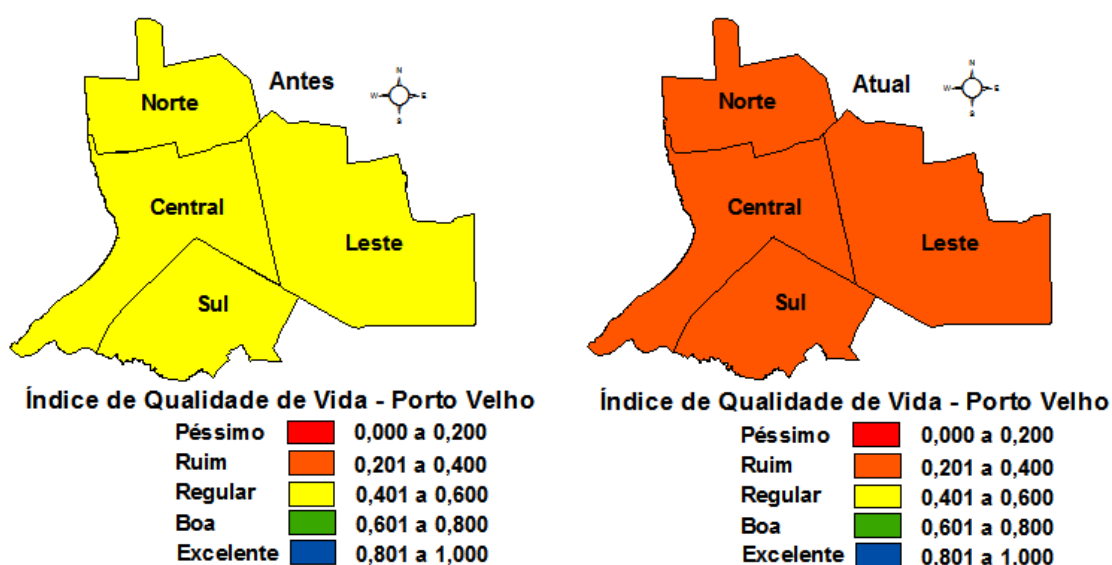 Antes
N
W
E
S
Norte
Central
Leste
Sul
Índice de Qualidade de Vida - Porto Velho
Péssimo 0,000 a 0,200
Ruim 0,201 a 0,400
Regular 0,401 a 0,600
Boa 0,601 a 0,800
Excelente 0,801 a 1,000
Atual
N
W
E
S
Norte
Central
Leste
Sul
Índice de Qualidade de Vida - Porto Velho
Péssimo 0,000 a 0,200
Ruim 0,201 a 0,400
Regular 0,401 a 0,600
Boa 0,601 a 0,800
Excelente 0,801 a 1,000